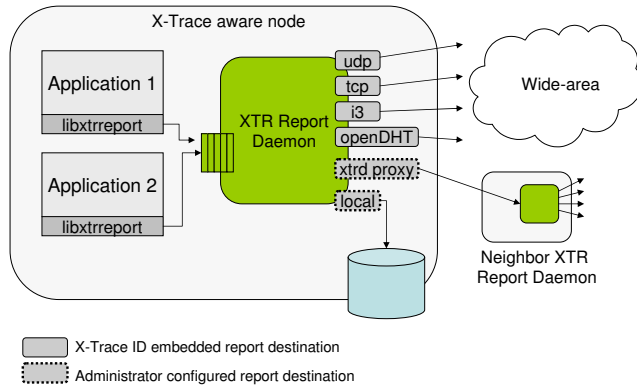 X-Trace aware node
Application 1
libxtrreport
Application 2
libxtrreport
XTR Report
Daemon
udp
tcp
i3
openDHT
xtrd proxy
local
Wide-area
Neighbor XTR
Report Daemon
X-Trace ID embedded report destination
Administrator configured report destination